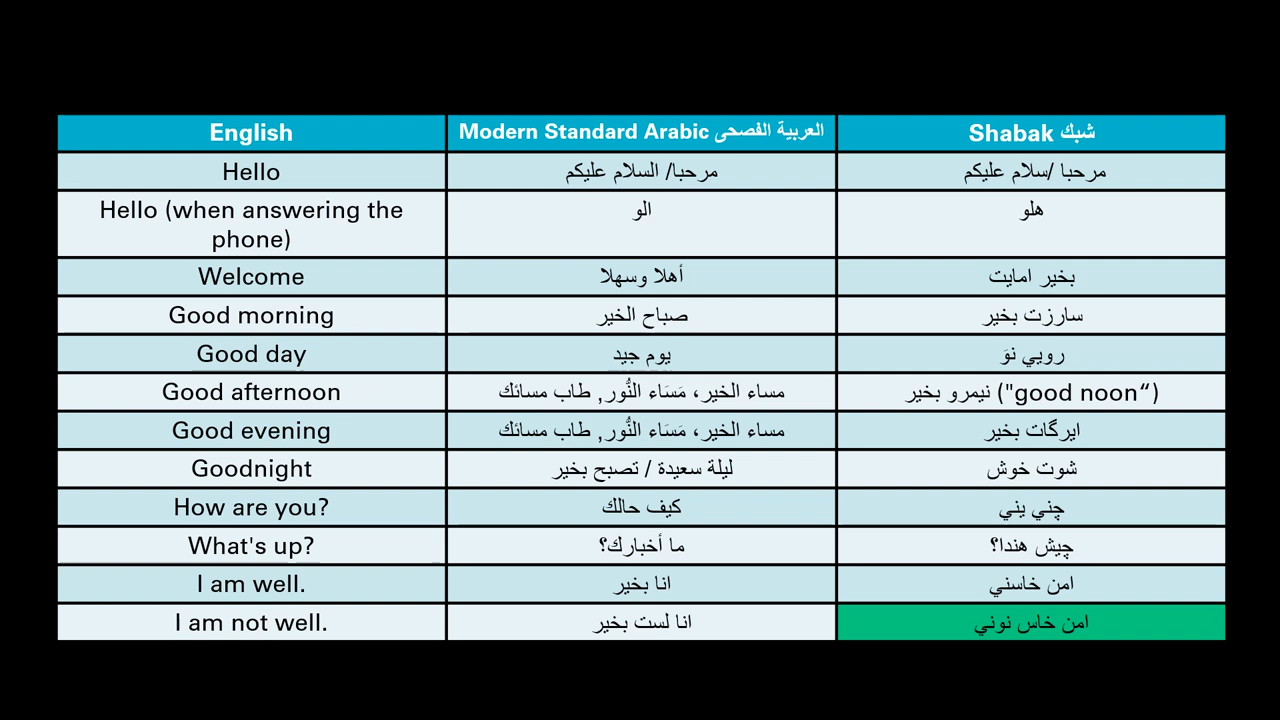 English
Modern Standard Arabic العربية الفصحى
Shabak شبك
Hello
مرحبا/ السلام عليكم
مرحبا /سلام عليكم
Hello (when answering the
phone)
الو
هلو
Welcome
أهلا وسهلا
بخير امايت
Good morning
صباح الخير
سارزت بخير
Good day
يوم جيد
رويي نوَ
Good afternoon
مساء الخير، مَسَاء النُّور, طاب مسائك
نيمرو بخير ("good noon“)
Good evening
مساء الخير، مَسَاء النُّور, طاب مسائك
ايرگات بخير
Goodnight
ليلة سعيدة / تصبح بخير
شوت خوش
How are you?
كيف حالك
چني يني
What's up?
ما أخبارك؟
چيش هندا؟
I am well.
انا بخير
امن خاسني
I am not well.
انا لست بخير
امن خاس نوني